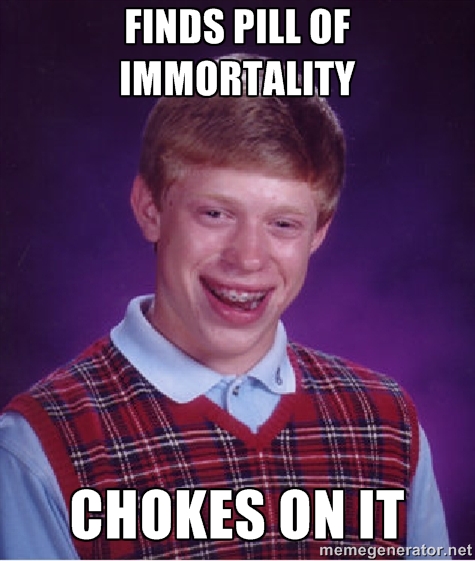 FINDS PILL OF
IMMORTALITY
CHOKES ON IT
memegenerator.net